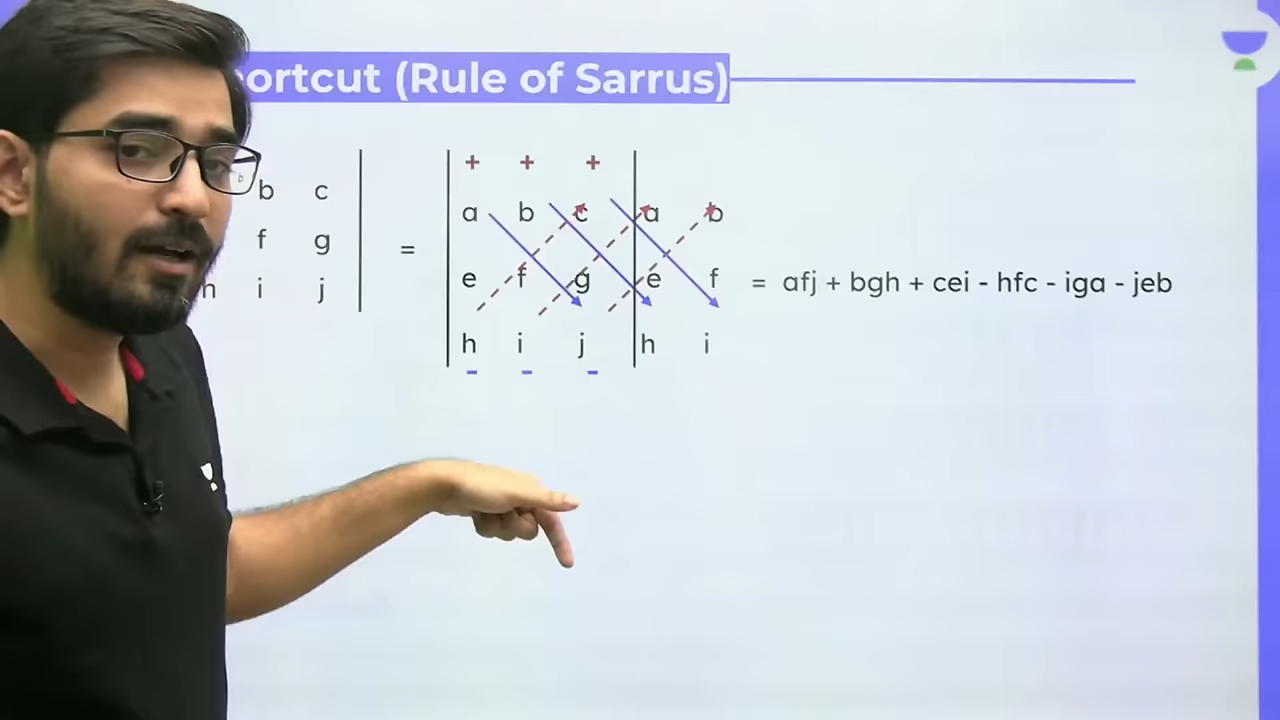 ortcut (Rule of Sarrus)
+ + +
b c a b c a b
f g = e f g e f = afj + bgh + cei - hfc - iga - jeb
h i j h i j h i
- - -